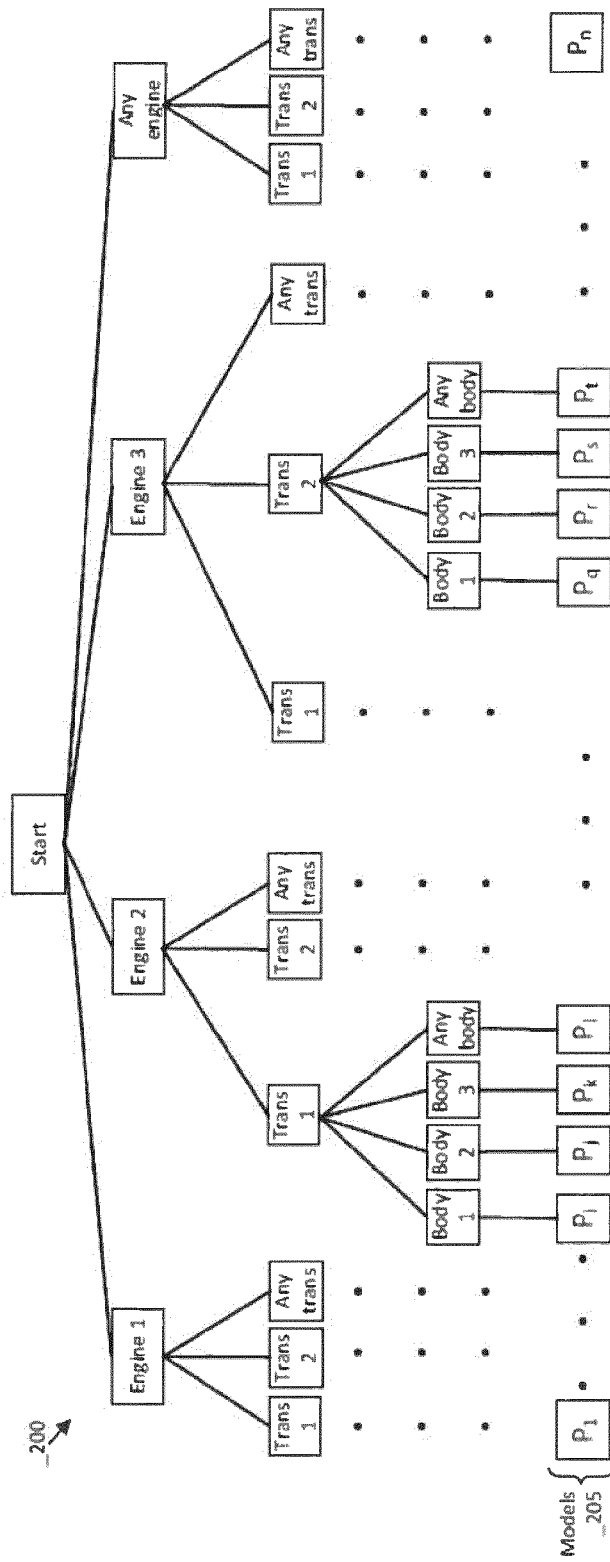 _200
Start
Engine 1
Engine 2
Engine 3
Any
engine
Trans
1
Trans
2
Any
trans
Trans
1
Trans
2
Any
trans
Trans
1
Trans
2
Any
trans
Trans
1
Trans
2
Any
trans
Body
1
Body
2
Body
3
Any
body
Body
1
Body
2
Body
3
Any
body
Models
_205
P1
Pi
Pj
Pk
Pl
Pq
Pr
Ps
Pt
Pn